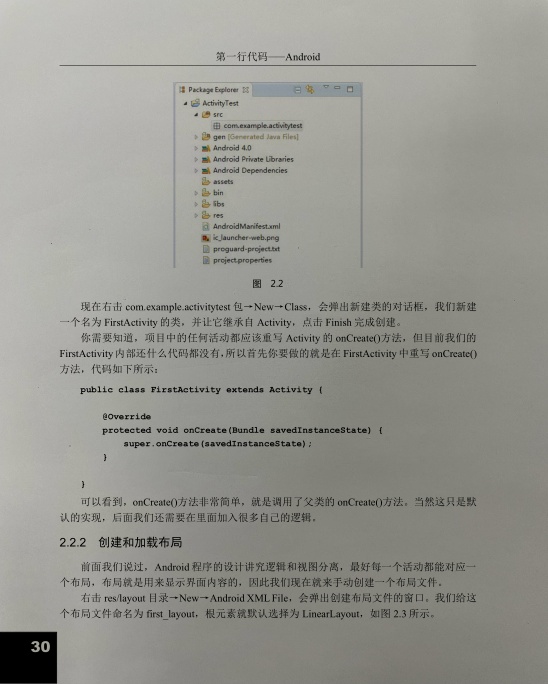 第一行代码——Android
Package Explorer
ActivityTest
src
com.example.activitytest
gen [Generated Java Files]
Android 4.0
Android Private Libraries
Android Dependencies
assets
bin
libs
res
AndroidManifest.xml
ic_launcher-web.png
proguard-project.txt
project.properties
图 2.2
现在右击 com.example.activitytest 包→New→Class，会弹出新建类的对话框，我们新建
一个名为 FirstActivity 的类，并让它继承自 Activity，点击 Finish 完成创建。
你需要知道，项目中的任何活动都应该重写 Activity 的 onCreate()方法，但目前我们的
FirstActivity 内部还什么代码都没有，所以首先你要做的就是在 FirstActivity 中重写 onCreate()
方法，代码如下所示：
public class FirstActivity extends Activity {
@Override
protected void onCreate(Bundle savedInstanceState) {
super.onCreate(savedInstanceState);
}
}
可以看到，onCreate()方法非常简单，就是调用了父类的 onCreate()方法。当然这只是默
认的实现，后面我们还需要在里面加入很多自己的逻辑。
2.2.2 创建和加载布局
前面我们说过，Android 程序的设计讲究逻辑和视图分离，最好每一个活动都能对应一
个布局，布局就是用来显示界面内容的，因此我们现在就来手动创建一个布局文件。
右击 res/layout 目录→New→Android XML File，会弹出创建布局文件的窗口。我们给这
个布局文件命名为 first_layout，根元素就默认选择为 LinearLayout，如图 2.3 所示。
30